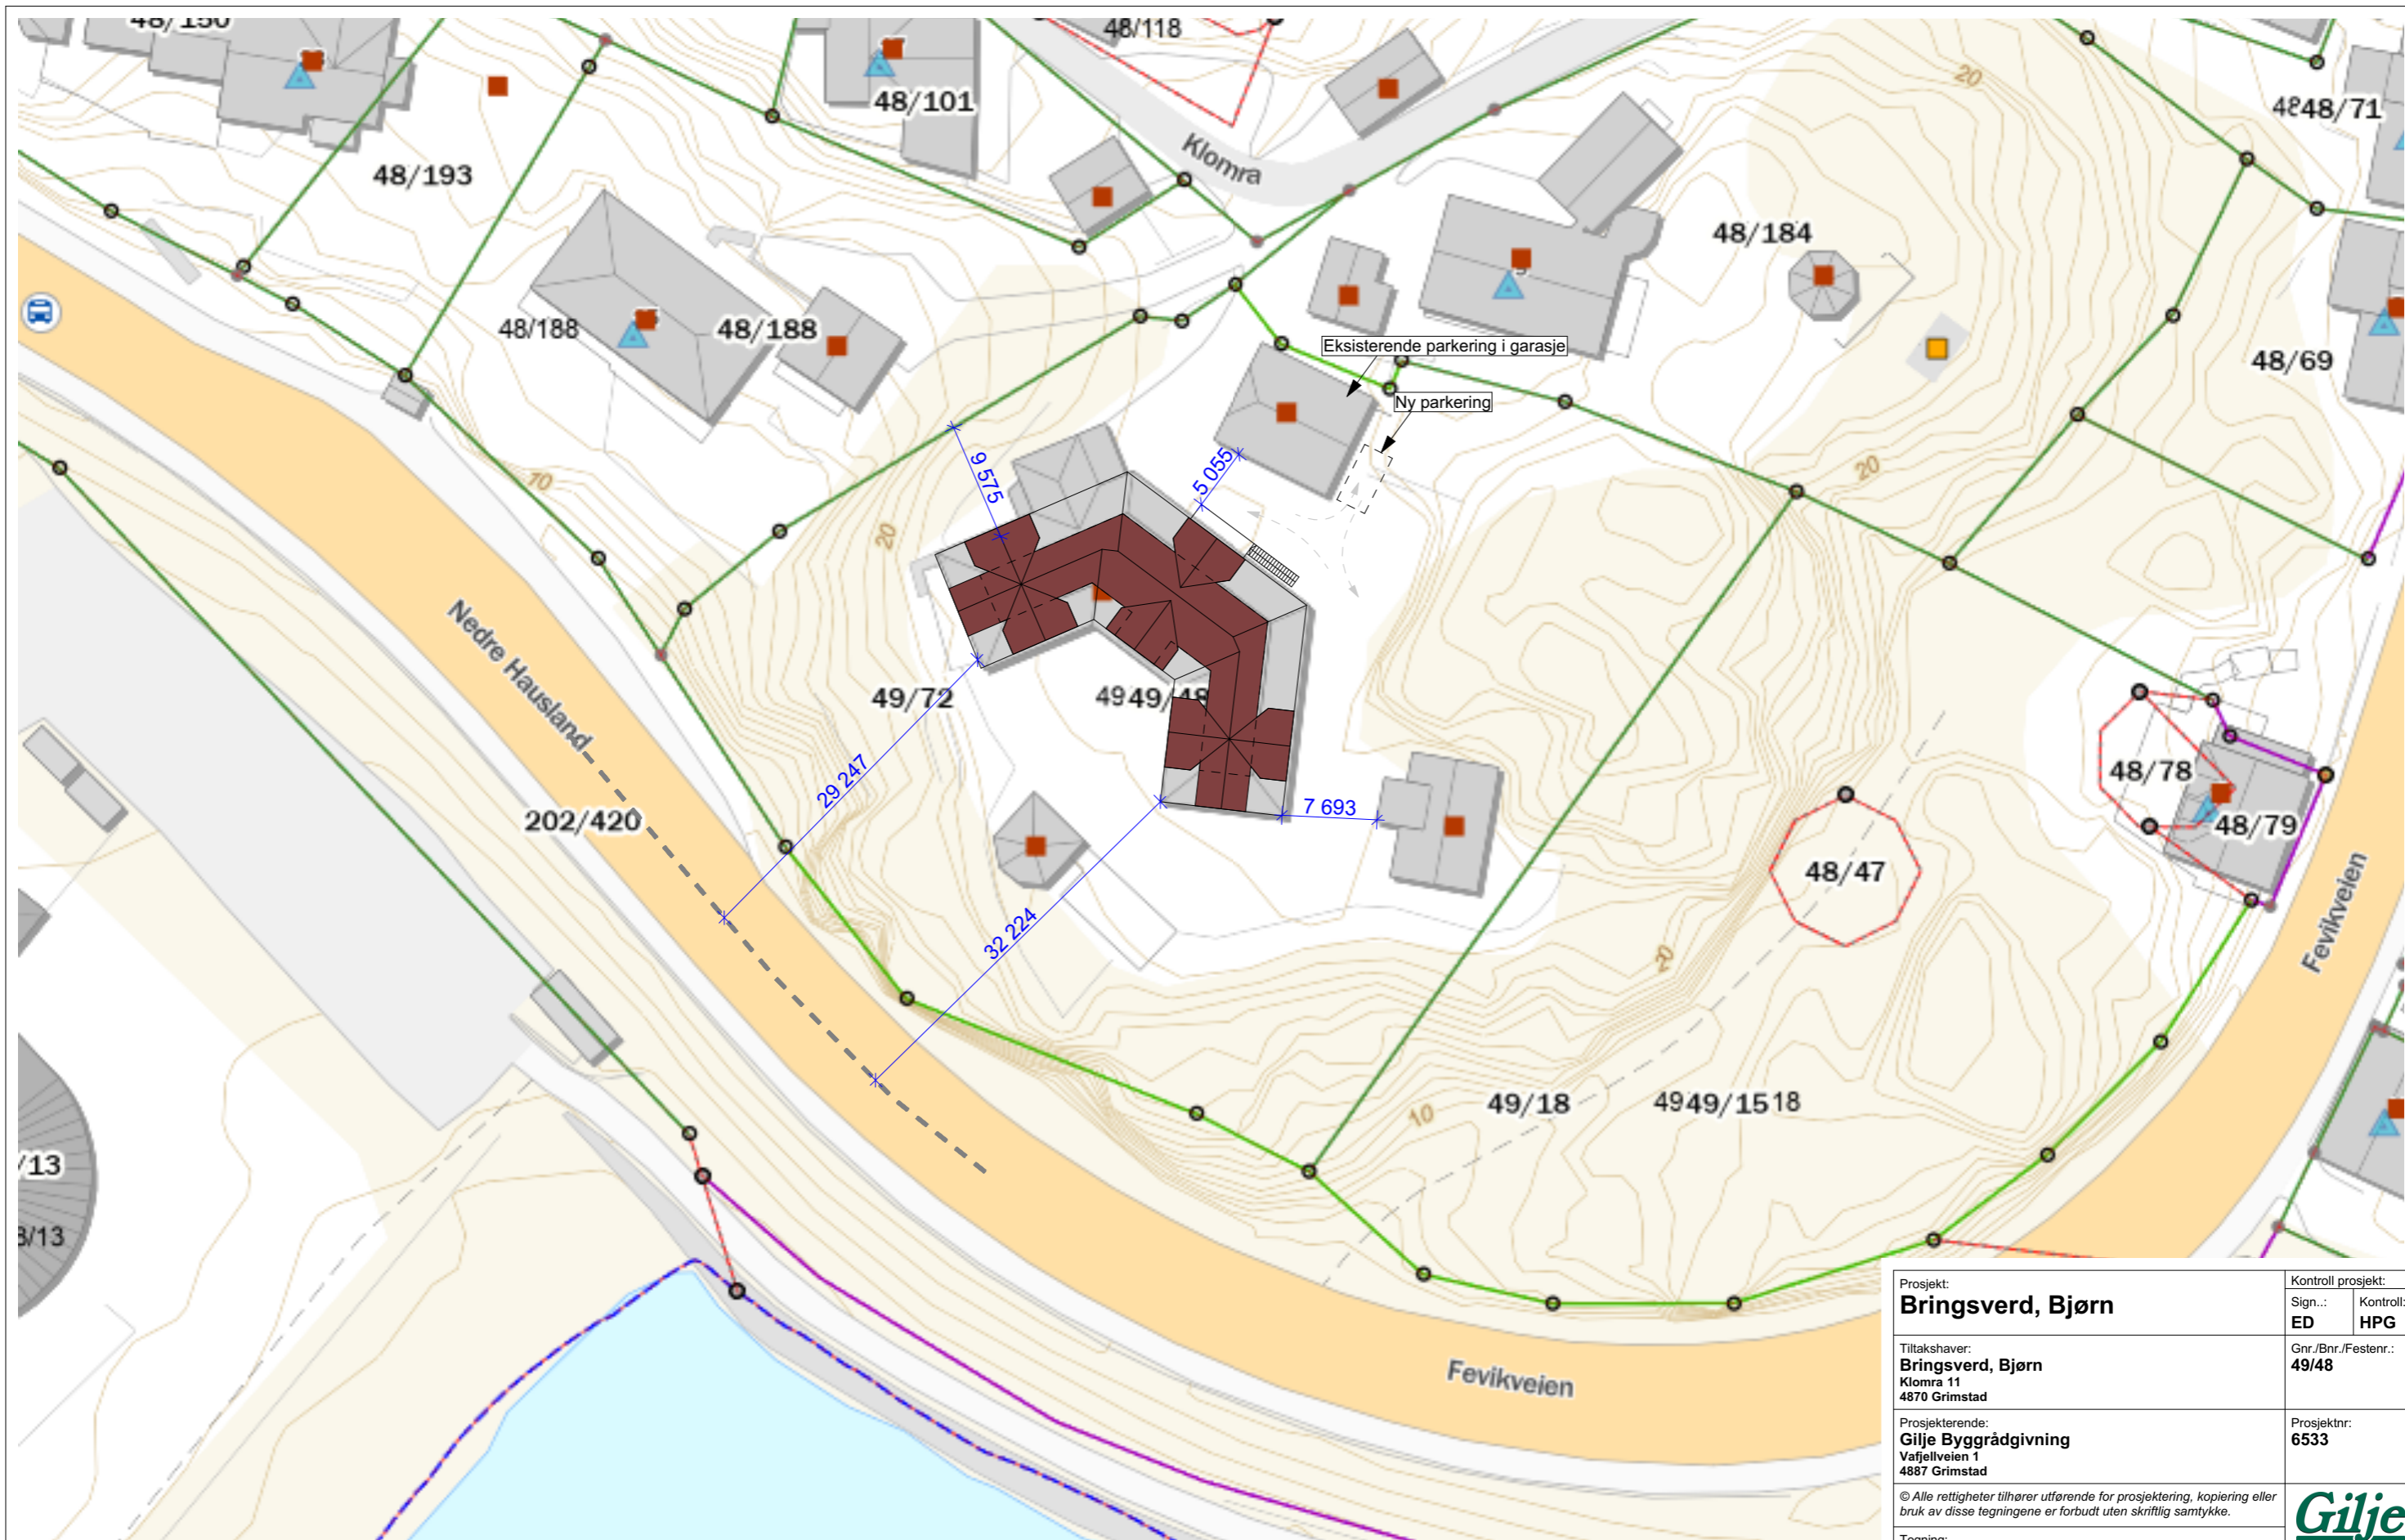 48/150
48/118
48/101
4848/71
48/193
Klomra
20
48/184
48/188
48/188
Eksisterende parkering i garasje
48/69
Ny parkering
70
9 575
5 055
20
20
Nedre Hausland
49/72
4949/48
29 247
48/78
7 693
202/420
48/79
48/47
32 224
Fevikveien
20
10
49/18
4949/1518
/13
3/13
Fevikveien
Prosjekt:
Bringsverd, Bjørn
Kontroll prosjekt:
Sign..:
Kontroll:
ED
HPG
Tiltakshaver:
Bringsverd, Bjørn
Klomra 11
4870 Grimstad
Gnr./Bnr./Festenr.:
49/48
Prosjekterende:
Gilje Byggrådgivning
Vafjellveien 1
4887 Grimstad
Prosjektnr:
6533
© Alle rettigheter tilhører utførende for prosjektering, kopiering eller
bruk av disse tegningene er forbudt uten skriftlig samtykke.
Gilje
Tegning: